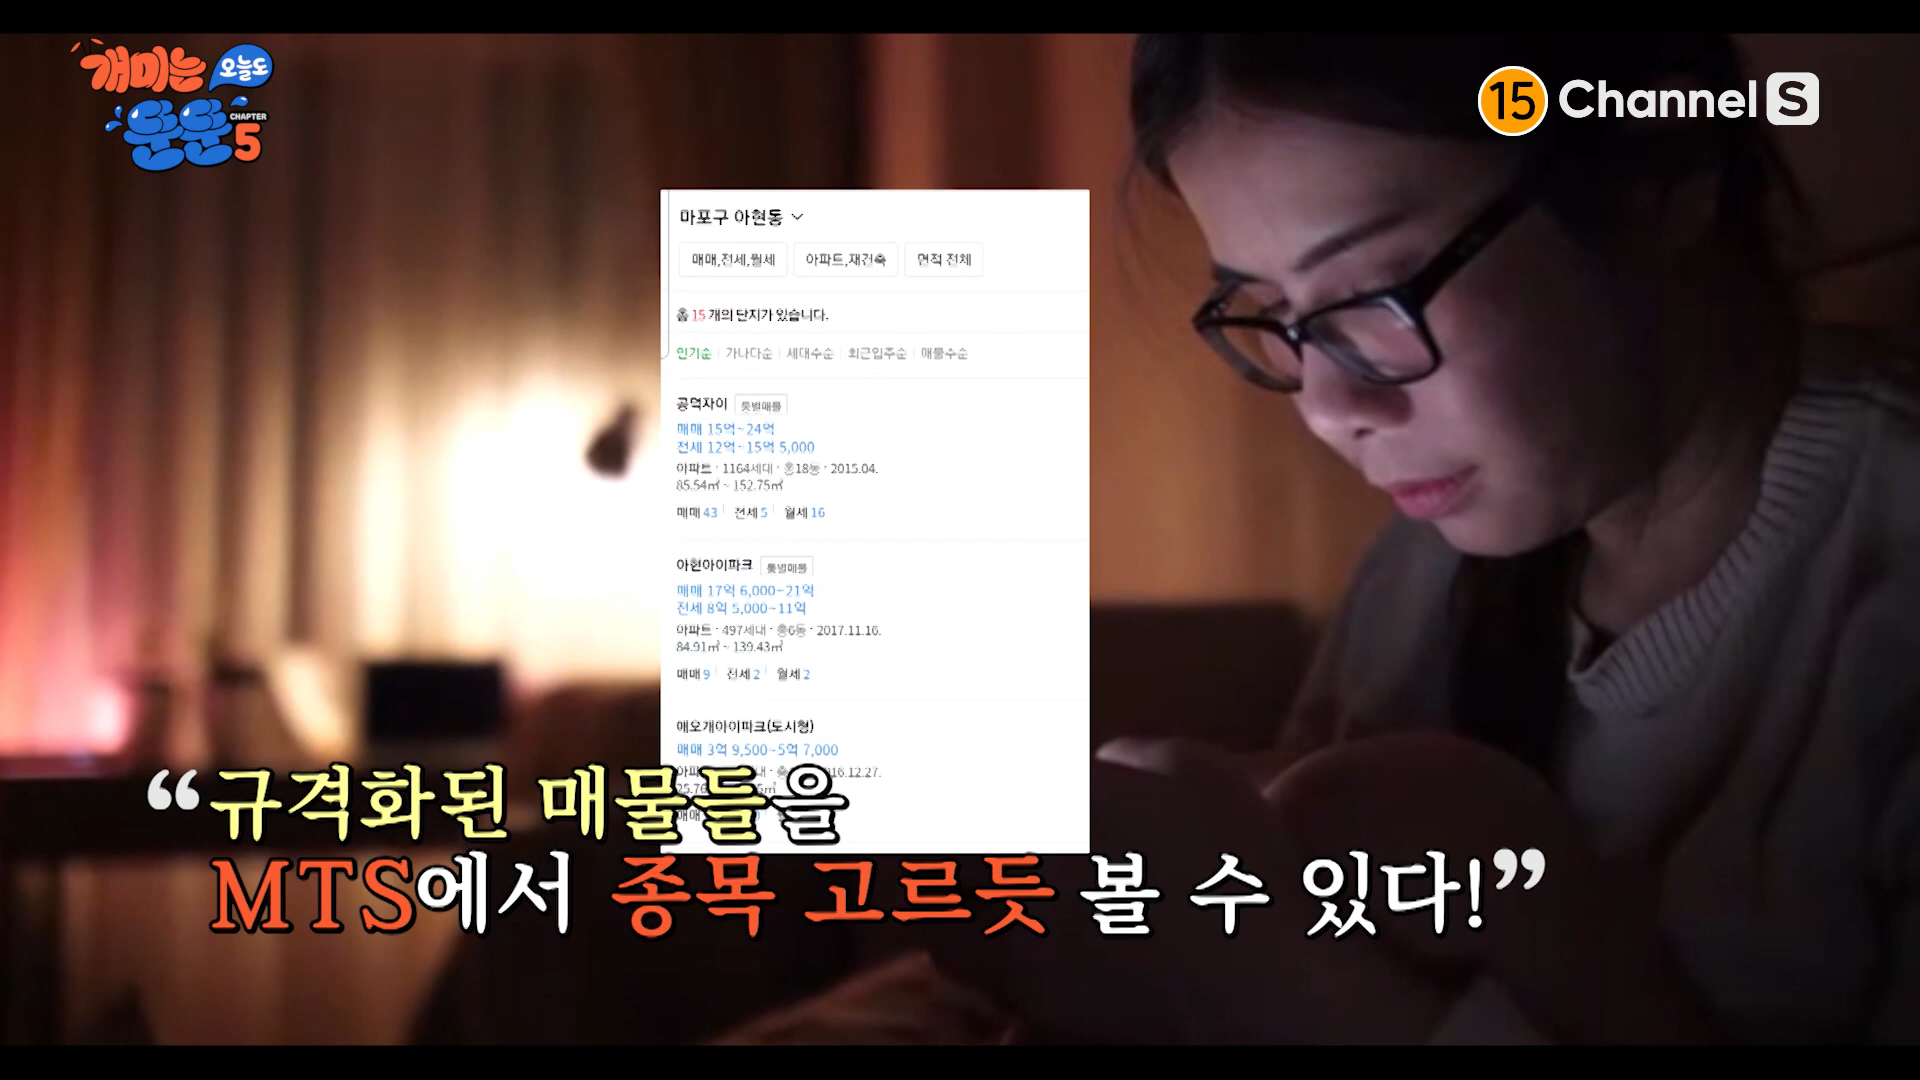 개미는 오늘도
뚠뚠 CHAPTER 5
15 Channel S
마포구 아현동
매매,전세,월세 아파트,재건축 면적 전체
총 15 개의 단지가 있습니다.
인기순 가나다순 세대수순 최근입주순 매물수순
공덕자이 동별매물
매매 15억~24억
전세 12억~15억 5,000
아파트 · 1164세대 · 총18동 · 2015.04.
85.54㎡ ~ 152.75㎡
매매 43 전세 5 월세 16
아현아이파크 동별매물
매매 17억 6,000~21억
전세 8억 5,000~11억
아파트 · 497세대 · 총6동 · 2017.11.16.
84.91㎡ ~ 139.43㎡
매매 9 전세 2 월세 2
애오개아이파크(도시형)
매매 3억 9,500~5억 7,000
“규격화된 매물들을
MTS에서 종목 고르듯 볼 수 있다!”